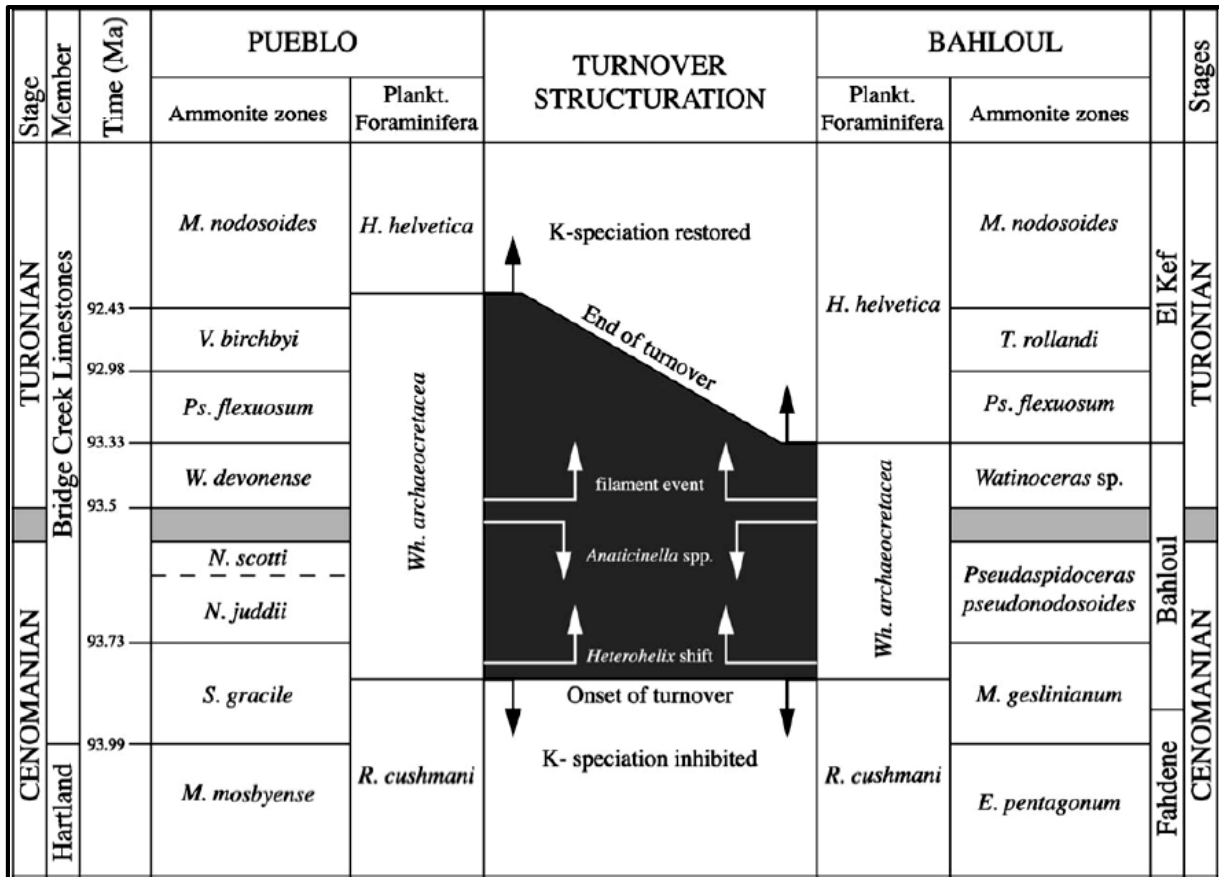 Stage
Member
Time (Ma)
PUEBLO
Ammonite zones
Plankt.
Foraminifera
TURNOVER
STRUCTURATION
BAHLOUL
Plankt.
Foraminifera
Ammonite zones
Stages
TURONIAN
CENOMANIAN
Bridge Creek Limestones
Hartland
92.43
92.98
93.33
93.5
93.73
93.99
M. nodosoides
V. birchbyi
Ps. flexuosum
W. devonense
N. scotti
N. juddii
S. gracile
M. mosbyense
H. helvetica
Wh. archaeocretacea
R. cushmani
K-speciation restored
End of turnover
filament event
Anaticinella spp.
Heterohelix shift
Onset of turnover
K- speciation inhibited
H. helvetica
Wh. archaeocretacea
R. cushmani
M. nodosoides
T. rollandi
Ps. flexuosum
Watinoceras sp.
Pseudaspidoceras
pseudonodosoides
M. geslinianum
E. pentagonum
El Kef
Bahloul
Fahdene
TURONIAN
CENOMANIAN